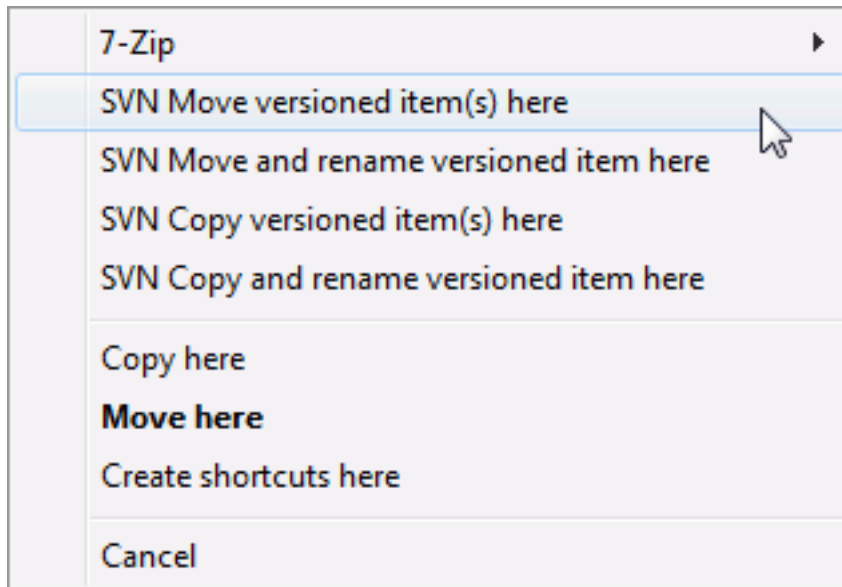 7-Zip
SVN Move versioned item(s) here
SVN Move and rename versioned item here
SVN Copy versioned item(s) here
SVN Copy and rename versioned item here
Copy here
Move here
Create shortcuts here
Cancel